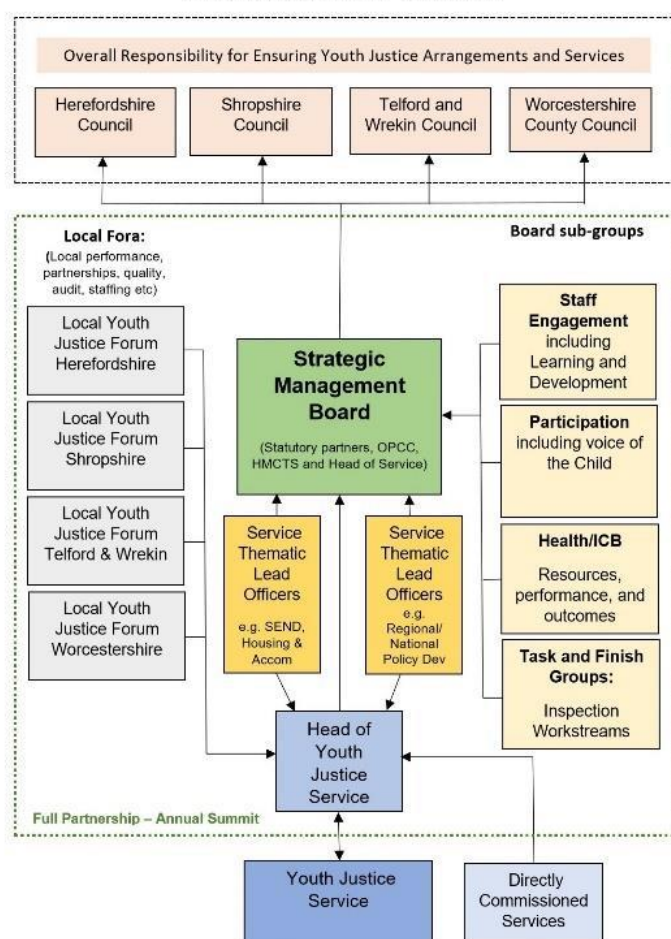 Overall Responsibility for Ensuring Youth Justice Arrangements and Services
Herefordshire
Council
Shropshire
Council
Telford and
Wrekin Council
Worcestershire
County Council
Local Fora:
(Local performance,
partnerships, quality,
audit, staffing etc)
Board sub-groups
Local Youth
Justice Forum
Herefordshire
Local Youth
Justice Forum
Shropshire
Local Youth
Justice Forum
Telford & Wrekin
Local Youth
Justice Forum
Worcestershire
Strategic
Management
Board
(Statutory partners, OPCC,
HMCTS and Head of Service)
Staff
Engagement
including
Learning and
Development
Participation
including voice of
the Child
Health/ICB
Resources,
performance, and
outcomes
Task and Finish
Groups:
Inspection
Workstreams
Service
Thematic
Lead
Officers
e.g. SEND,
Housing &
Accom
Service
Thematic
Lead
Officers
e.g. Regional/
National
Policy Dev
Head of
Youth
Justice
Service
Full Partnership – Annual Summit
Youth Justice
Service
Directly
Commissioned
Services